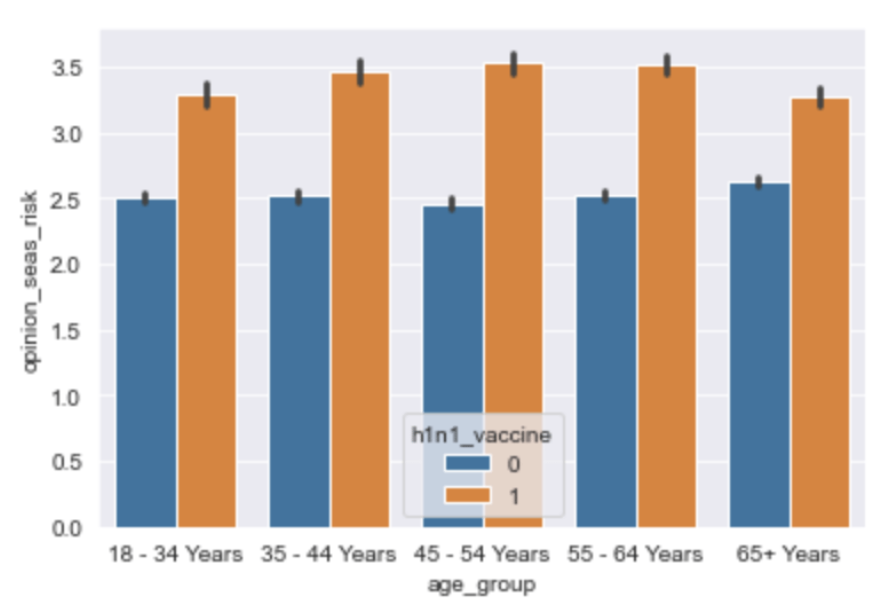 opinion_seas_risk
3.5
3.0
2.5
2.0
1.5
1.0
0.5
0.0
h1n1_vaccine
0
1
18 - 34 Years 35 - 44 Years 45 - 54 Years 55 - 64 Years 65+ Years
age_group